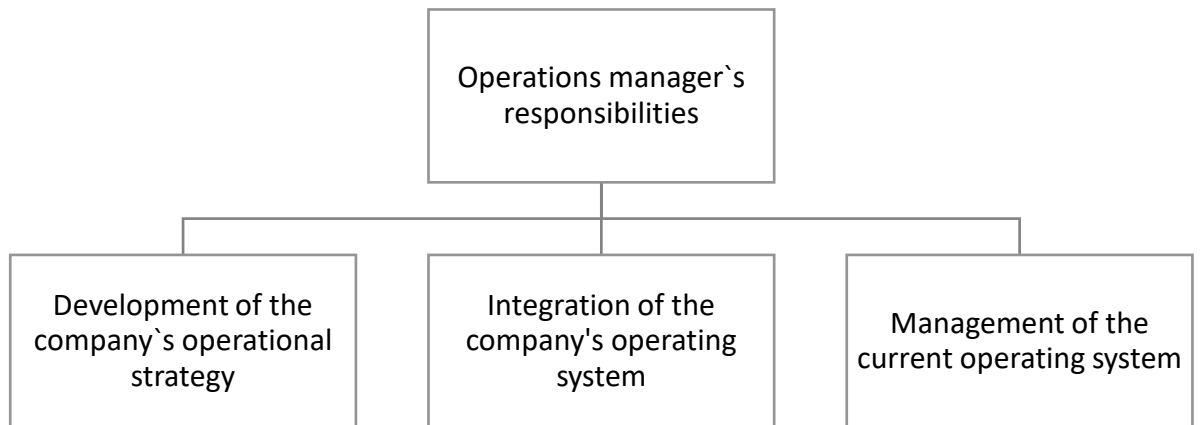 Operations manager`s
responsibilities
Development of the
company`s operational
strategy
Integration of the
company's operating
system
Management of the
current operating system